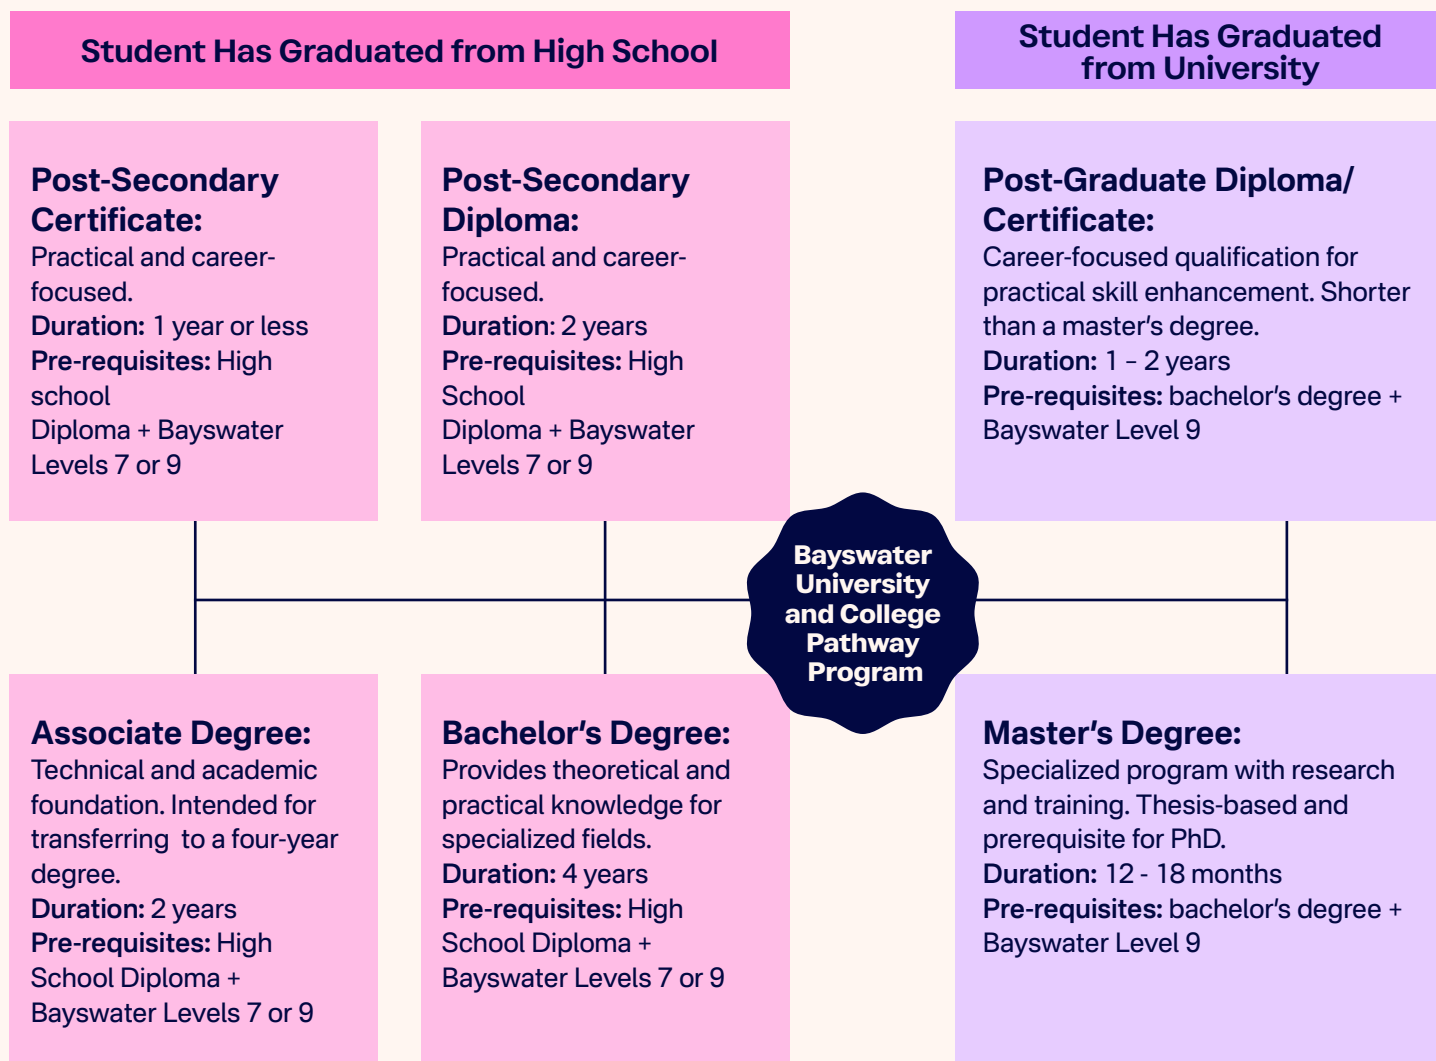 Student Has Graduated from High School
Student Has Graduated
from University
Post-Secondary
Certificate:
Practical and career-
focused.
Duration: 1 year or less
Pre-requisites: High
school
Diploma + Bayswater
Levels 7 or 9
Post-Secondary
Diploma:
Practical and career-
focused.
Duration: 2 years
Pre-requisites: High
School
Diploma + Bayswater
Levels 7 or 9
Post-Graduate Diploma/
Certificate:
Career-focused qualification for
practical skill enhancement. Shorter
than a master's degree.
Duration: 1 – 2 years
Pre-requisites: bachelor's degree +
Bayswater Level 9
Bayswater
University
and College
Pathway
Program
Associate Degree:
Technical and academic
foundation. Intended for
transferring  to a four-year
degree.
Duration: 2 years
Pre-requisites: High
School Diploma +
Bayswater Levels 7 or 9
Bachelor's Degree:
Provides theoretical and
practical knowledge for
specialized fields.
Duration: 4 years
Pre-requisites: High
School Diploma +
Bayswater Levels 7 or 9
Master's Degree:
Specialized program with research
and training. Thesis-based and
prerequisite for PhD.
Duration: 12 - 18 months
Pre-requisites: bachelor's degree +
Bayswater Level 9